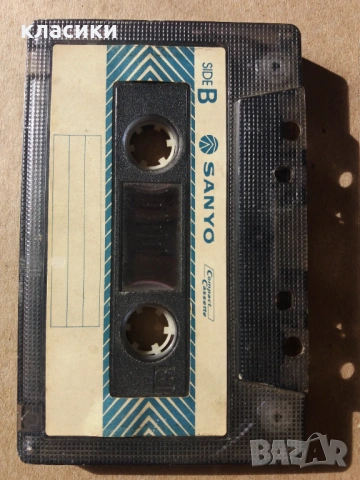 класики
SIDE B
SANYO
Compact
Cassette
BAZAR